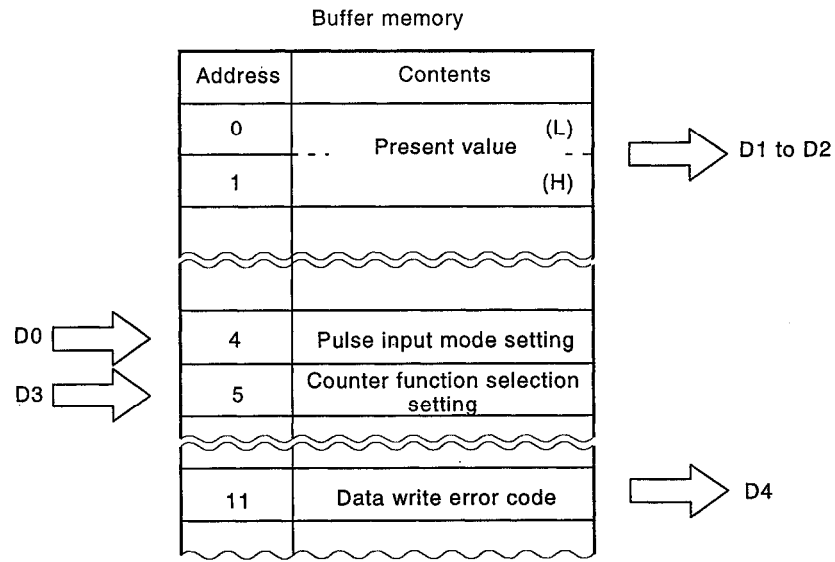 Buffer memory
Address Contents
0 (L)
Present value
1 (H)
D1 to D2
D0 4 Pulse input mode setting
D3 5 Counter function selection
setting
11 Data write error code
D4